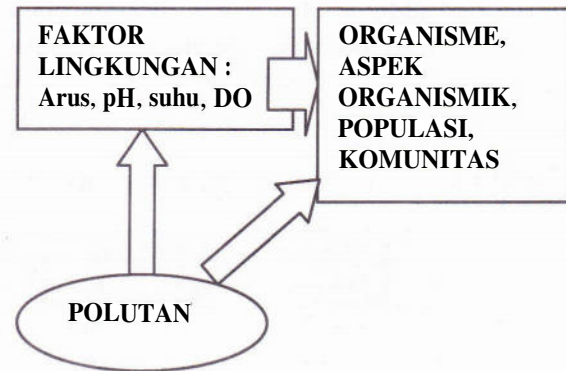 FAKTOR
LINGKUNGAN :
Arus, pH, suhu, DO
ORGANISME,
ASPEK
ORGANISMIK,
POPULASI,
KOMUNITAS
POLUTAN